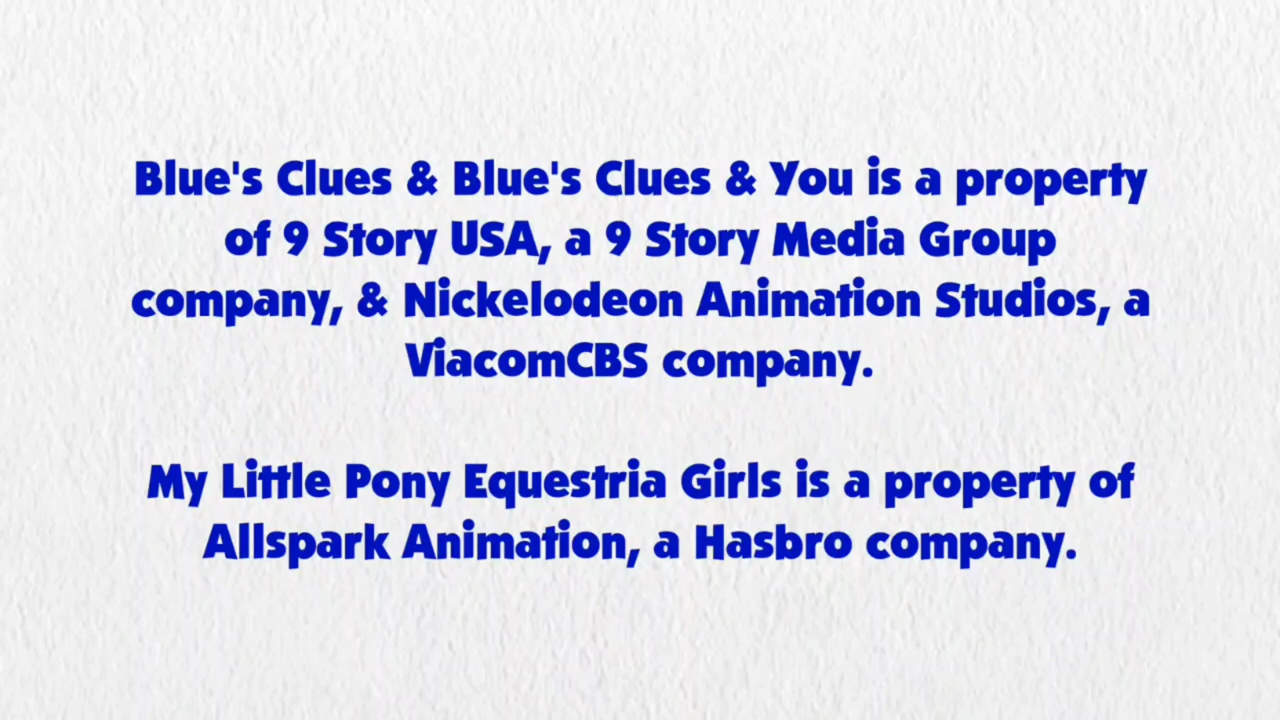 Blue's Clues & Blue's Clues & You is a property
of 9 Story USA, a 9 Story Media Group
company, & Nickelodeon Animation Studios, a
ViacomCBS company.
My Little Pony Equestria Girls is a property of
Allspark Animation, a Hasbro company.